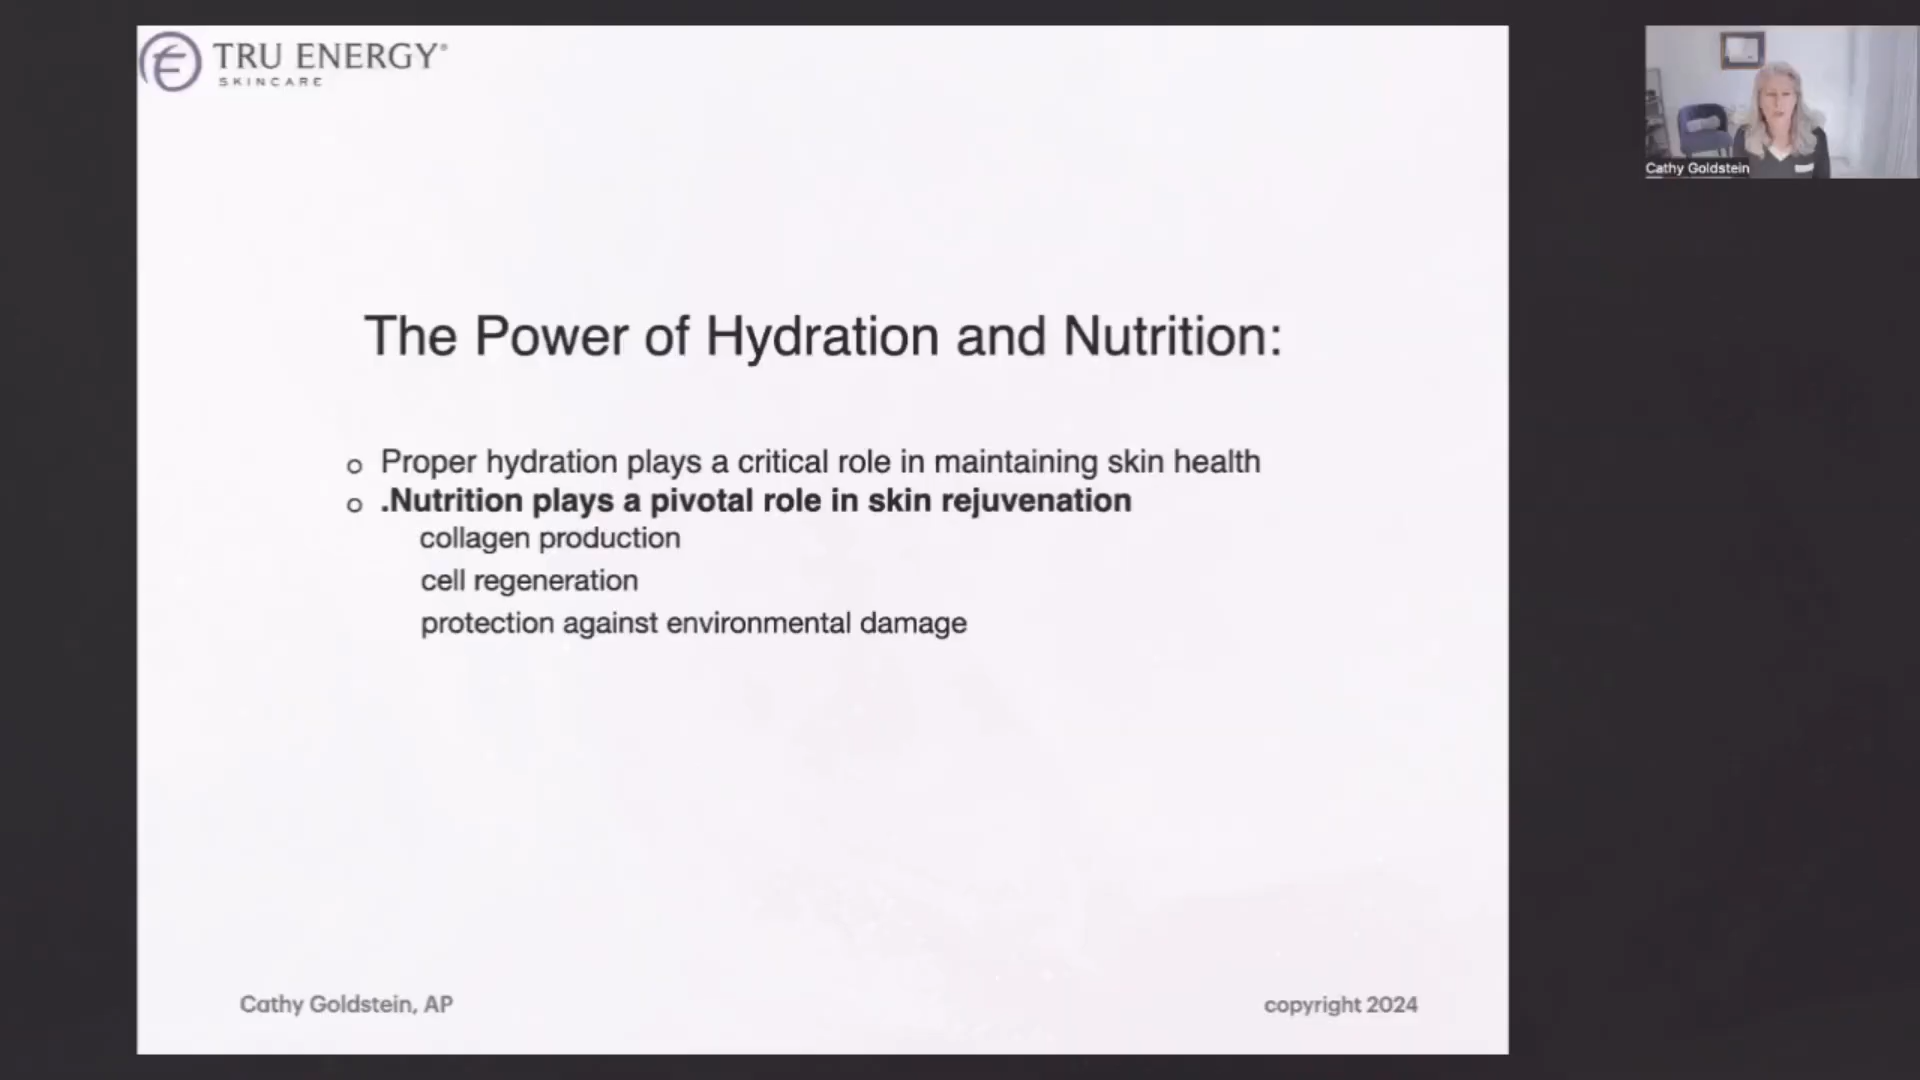 TRU ENERGY®
SKINCARE
Cathy Goldstein
The Power of Hydration and Nutrition:
o Proper hydration plays a critical role in maintaining skin health
o .Nutrition plays a pivotal role in skin rejuvenation
collagen production
cell regeneration
protection against environmental damage
Cathy Goldstein, AP
copyright 2024